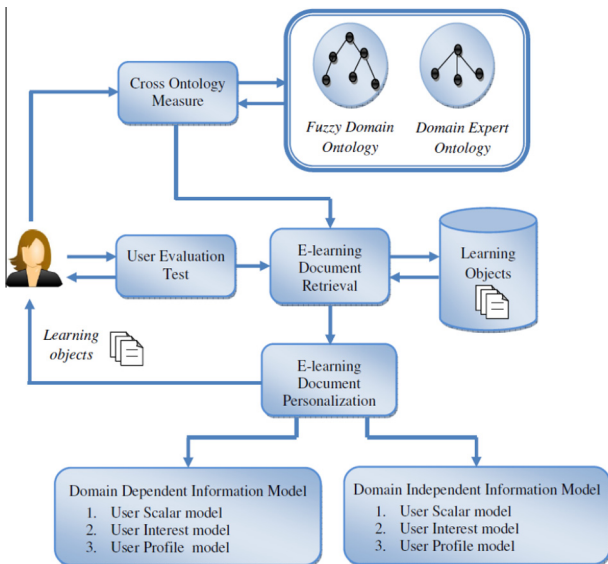 Cross Ontology
Measure
Fuzzy Domain
Ontology
Domain Expert
Ontology
User Evaluation
Test
E-learning
Document
Retrieval
Learning
Objects
Learning
objects
E-learning
Document
Personalization
Domain Dependent Information Model
1. User Scalar model
2. User Interest model
3. User Profile model
Domain Independent Information Model
1. User Scalar model
2. User Interest model
3. User Profile model